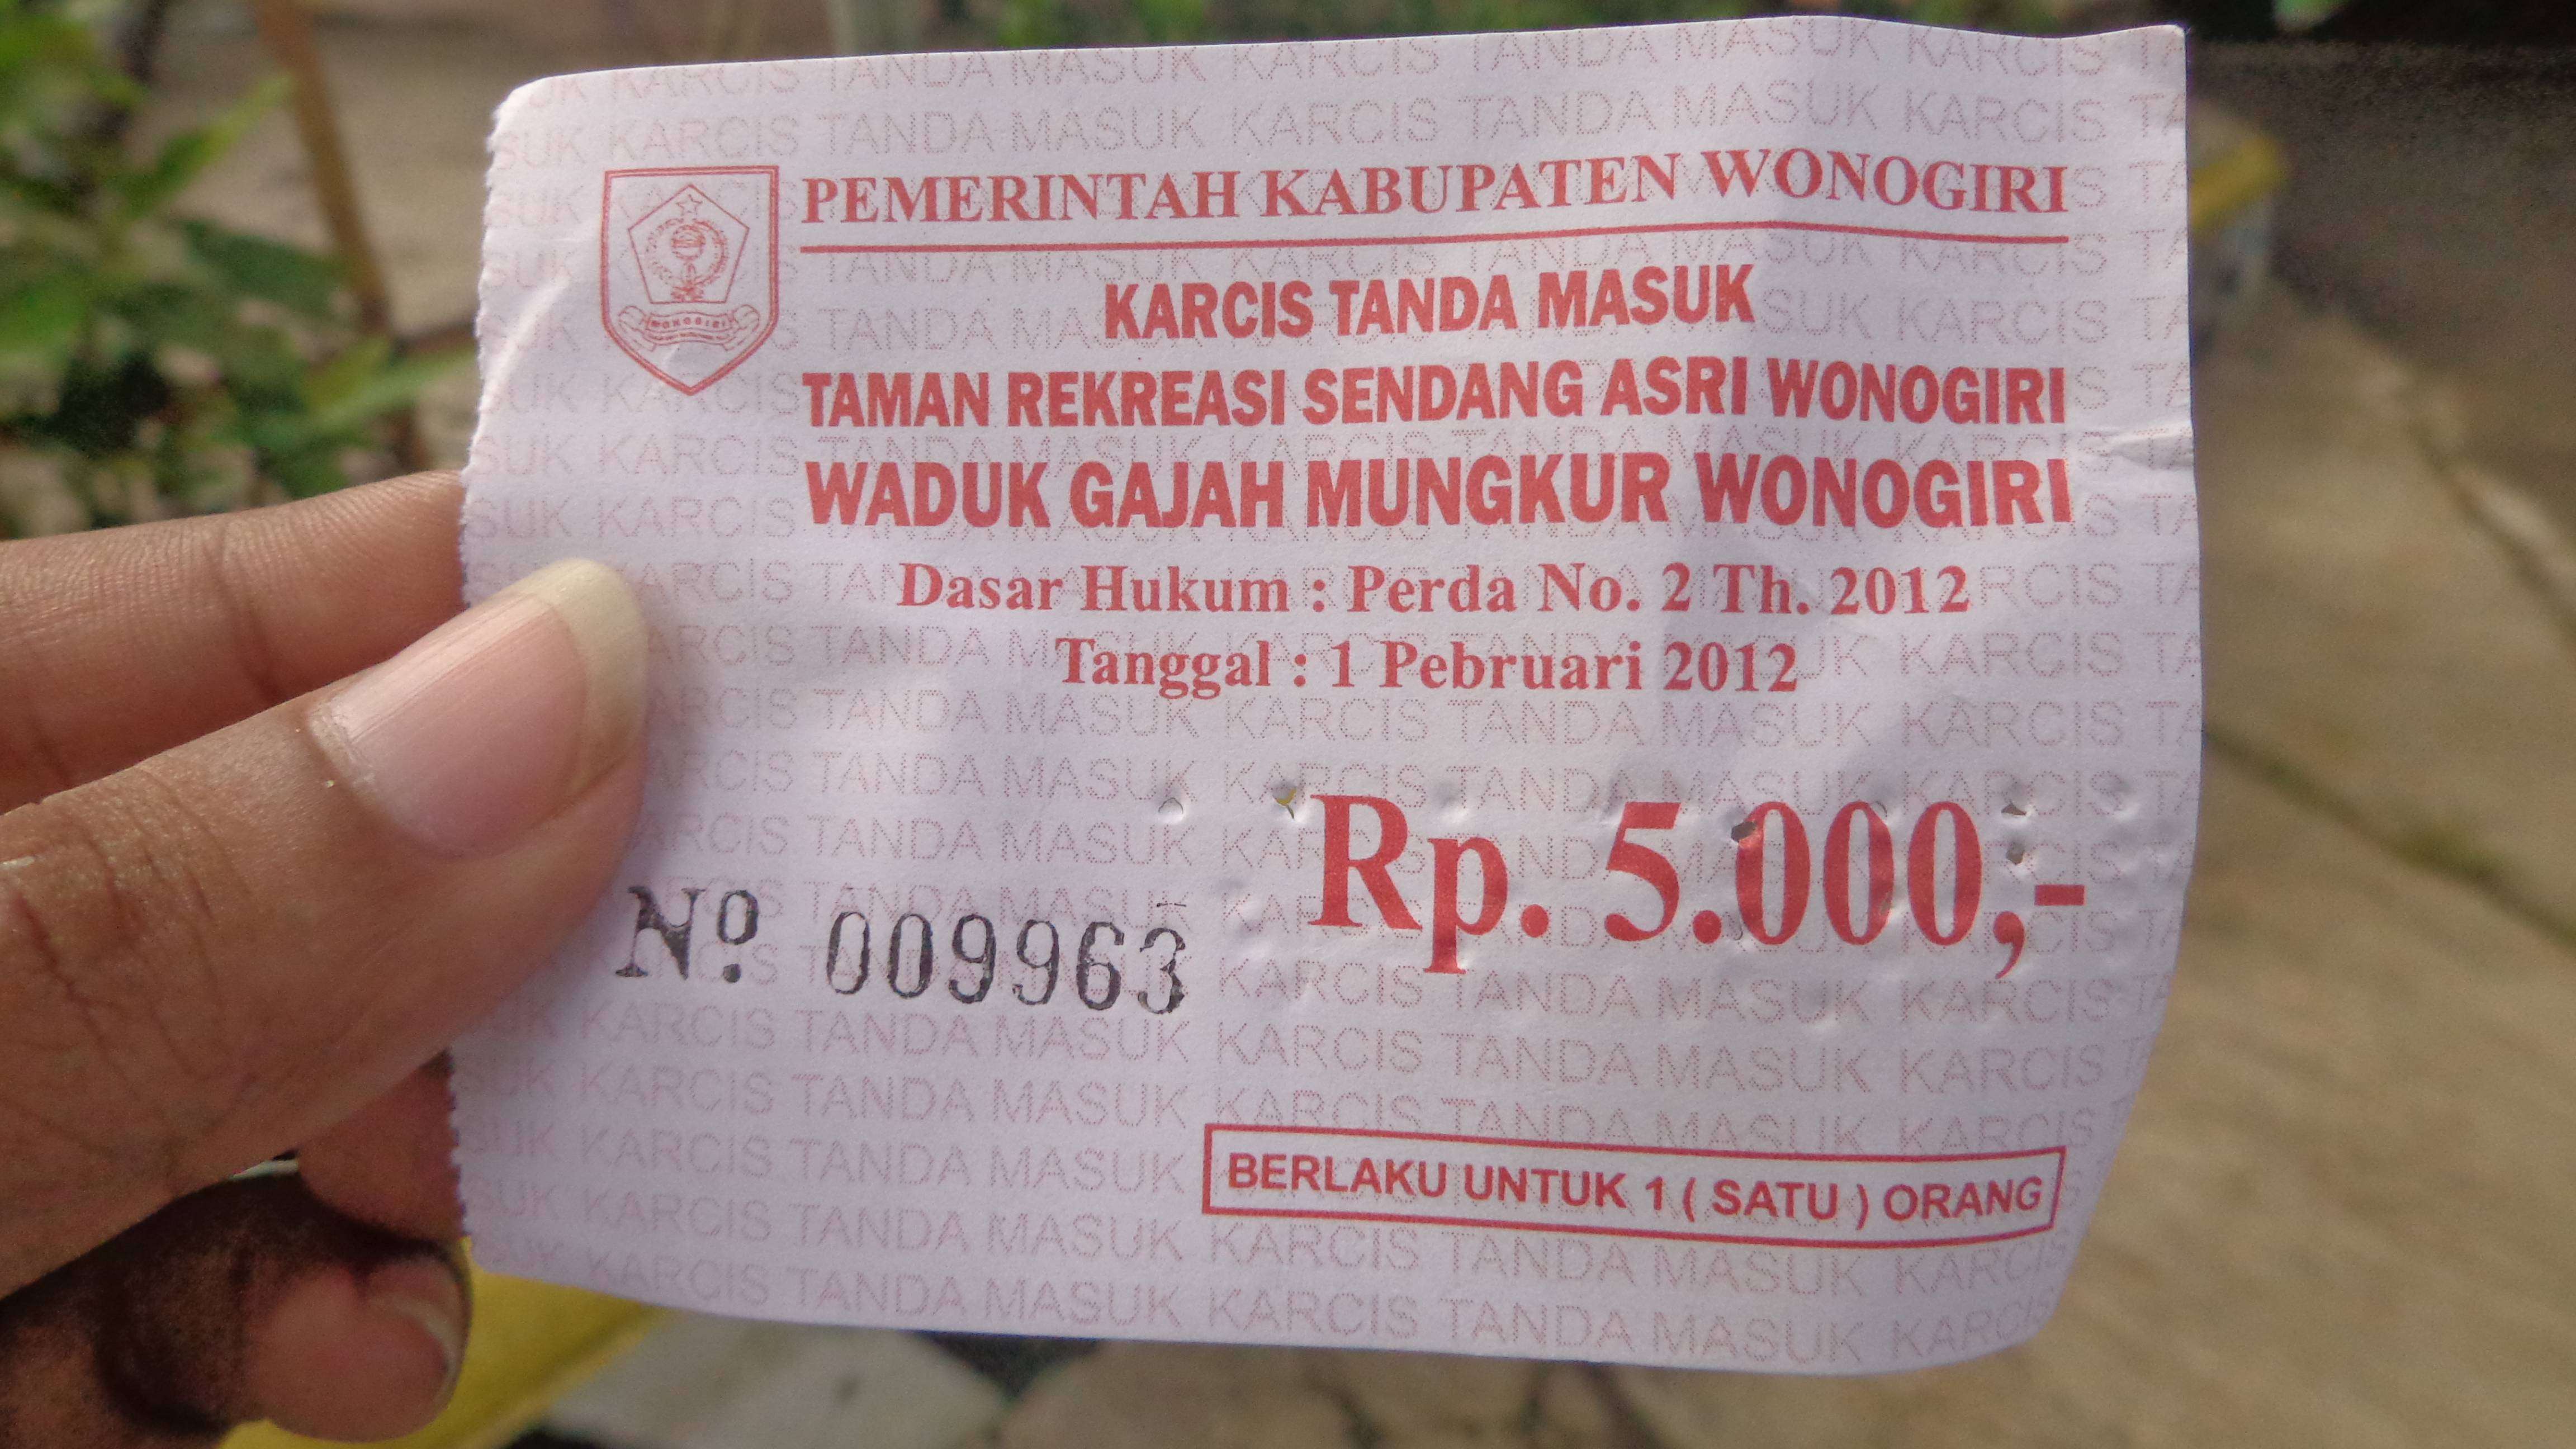 PEMERINTAH KABUPATEN WONOGIRI
WONOGIRI
KARCIS TANDA MASUK
TAMAN REKREASI SENDANG ASRI WONOGIRI
WADUK GAJAH MUNGKUR WONOGIRI
Dasar Hukum : Perda No. 2 Th. 2012
Tanggal : 1 Pebruari 2012
Rp. 5.000,-
No. 009963
BERLAKU UNTUK 1 ( SATU ) ORANG